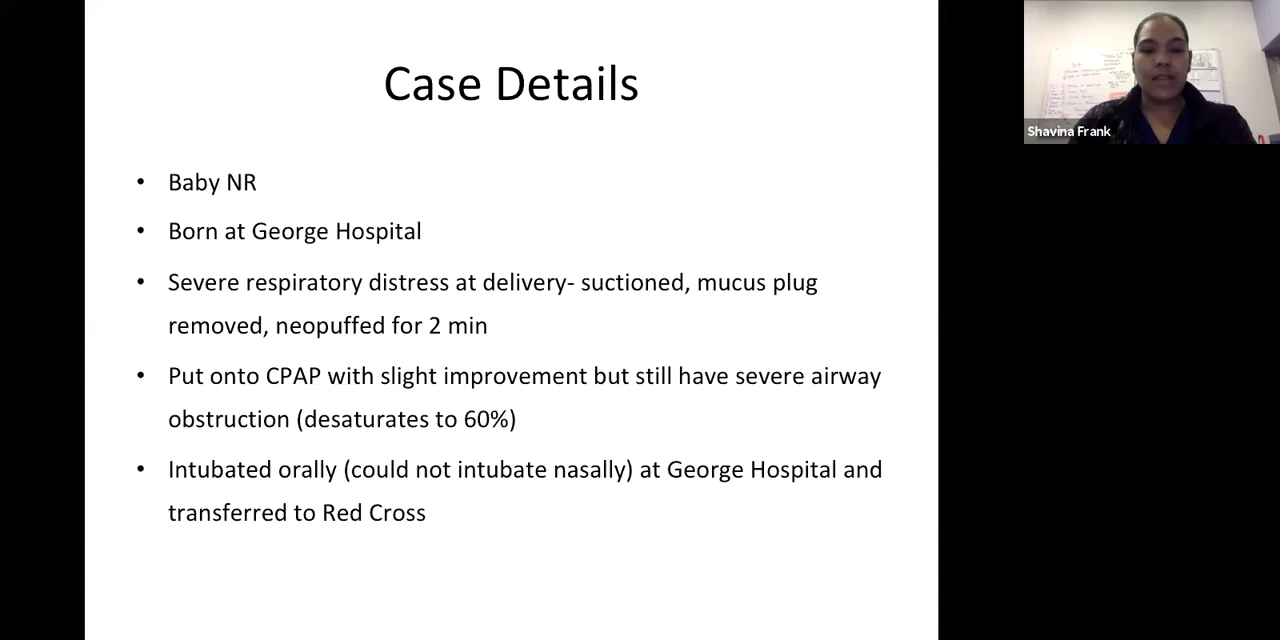 Case Details
• Baby NR
• Born at George Hospital
• Severe respiratory distress at delivery- suctioned, mucus plug
removed, neopuffed for 2 min
• Put onto CPAP with slight improvement but still have severe airway
obstruction (desaturates to 60%)
• Intubated orally (could not intubate nasally) at George Hospital and
transferred to Red Cross
Shavina Frank